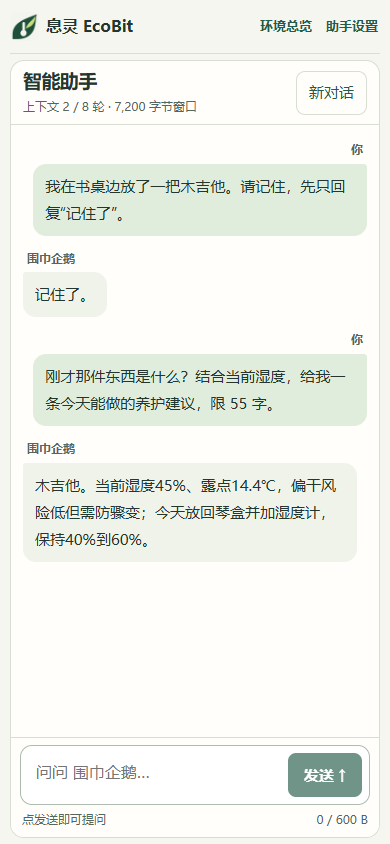 息灵 EcoBit
环境总览 助手设置
智能助手
上下文 2 / 8 轮 · 7,200 字节窗口
新对话
你
我在书桌边放了一把木吉他。请记住，先只回
复“记住了”。
围巾企鹅
记住了。
你
刚才那件东西是什么？结合当前湿度，给我一
条今天能做的养护建议，限 55 字。
围巾企鹅
木吉他。当前湿度45%、露点14.4℃，偏干风
险低但需防骤变；今天放回琴盒并加湿度计，
保持40%到60%。
问问 围巾企鹅…
发送↑
点发送即可提问
0 / 600 B